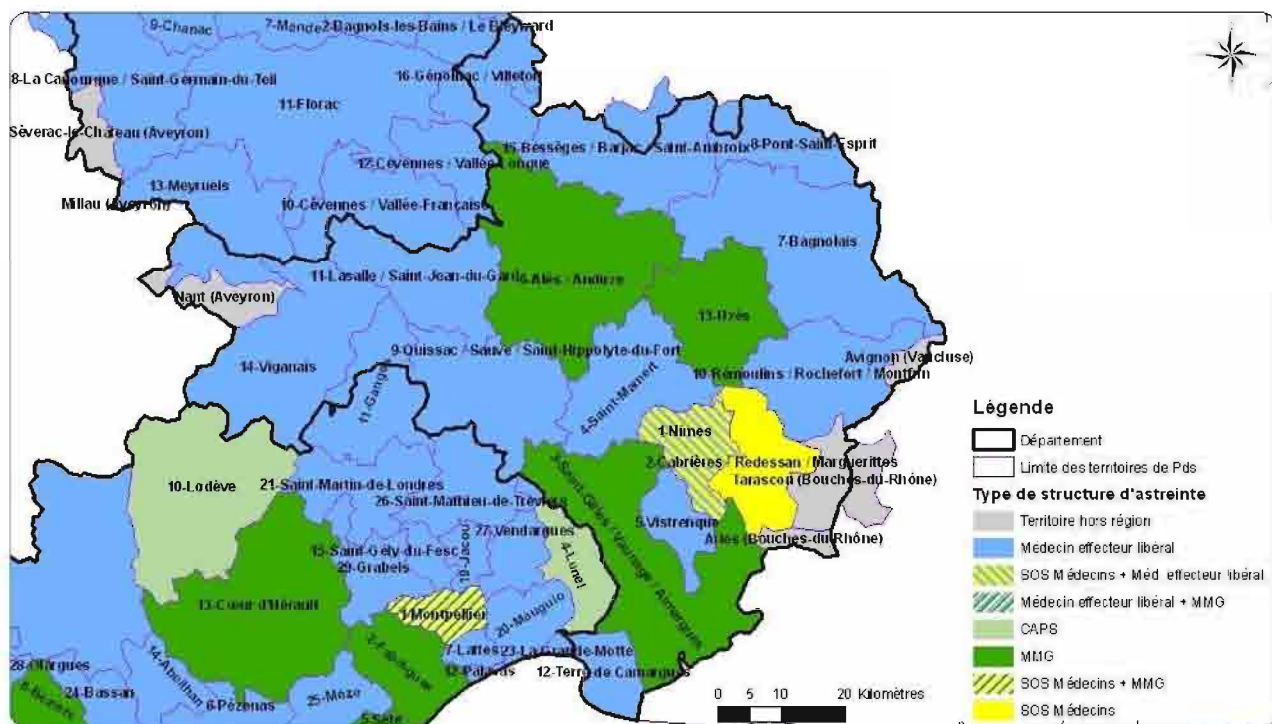 9-Chanac
7-Mende
2-Bagnols-les-Bains / Le Bleymard
8-La Canourgue / Saint-Germain-du-Teil
16-Génolhac / Villefort
11-Florac
Séverac-le-Château (Aveyron)
15-Bessèges / Barjac / Saint-Ambroix
8-Pont-Saint-Esprit
12-Cévennes / Vallée-Longue
13-Meyrueis
Millau (Aveyron)
10-Cévennes / Vallée-Française
7-Bagnolais
11-Lasalle / Saint-Jean-du-Gard
6-Alès / Anduze
Nant (Aveyron)
13-Uzès
9-Quissac / Sauve / Saint-Hippolyte-du-Fort
Avignon (Vaucluse)
14-Viganais
10-Remoulins / Rochefort / Montfrin
11-Ganges
4-Saint-Mamert
1-Nîmes
2-Cabrières / Redessan / Marguerittes
Tarascon (Bouches-du-Rhône)
10-Lodève
21-Saint-Martin-de-Londres
26-Saint-Mathieu-de-Tréviers
3-Saint-Gilles / Vaunage / Aimargues
5-Vistrenque
27-Vendargues
Arles (Bouches-du-Rhône)
15-Saint-Gély-du-Fesc
29-Grabels
19-Jacou
4-Lunel
13-Cœur d'Hérault
1-Montpellier
20-Mauguio
7-Lattes
23-La Grande-Motte
12-Palavas
12-Terre de Camargue
28-Olargues
24-Bassan
14-Abeilhan
6-Pézenas
25-Mèze
5-Sète
Légende
Département
Limite des territoires de Pds
Type de structure d'astreinte
Territoire hors région
Médecin effecteur libéral
SOS Médecins + Méd. effecteur libéral
Médecin effecteur libéral + MMG
CAPS
MMG
SOS Médecins + MMG
SOS Médecins
0 5 10 20 Kilomètres